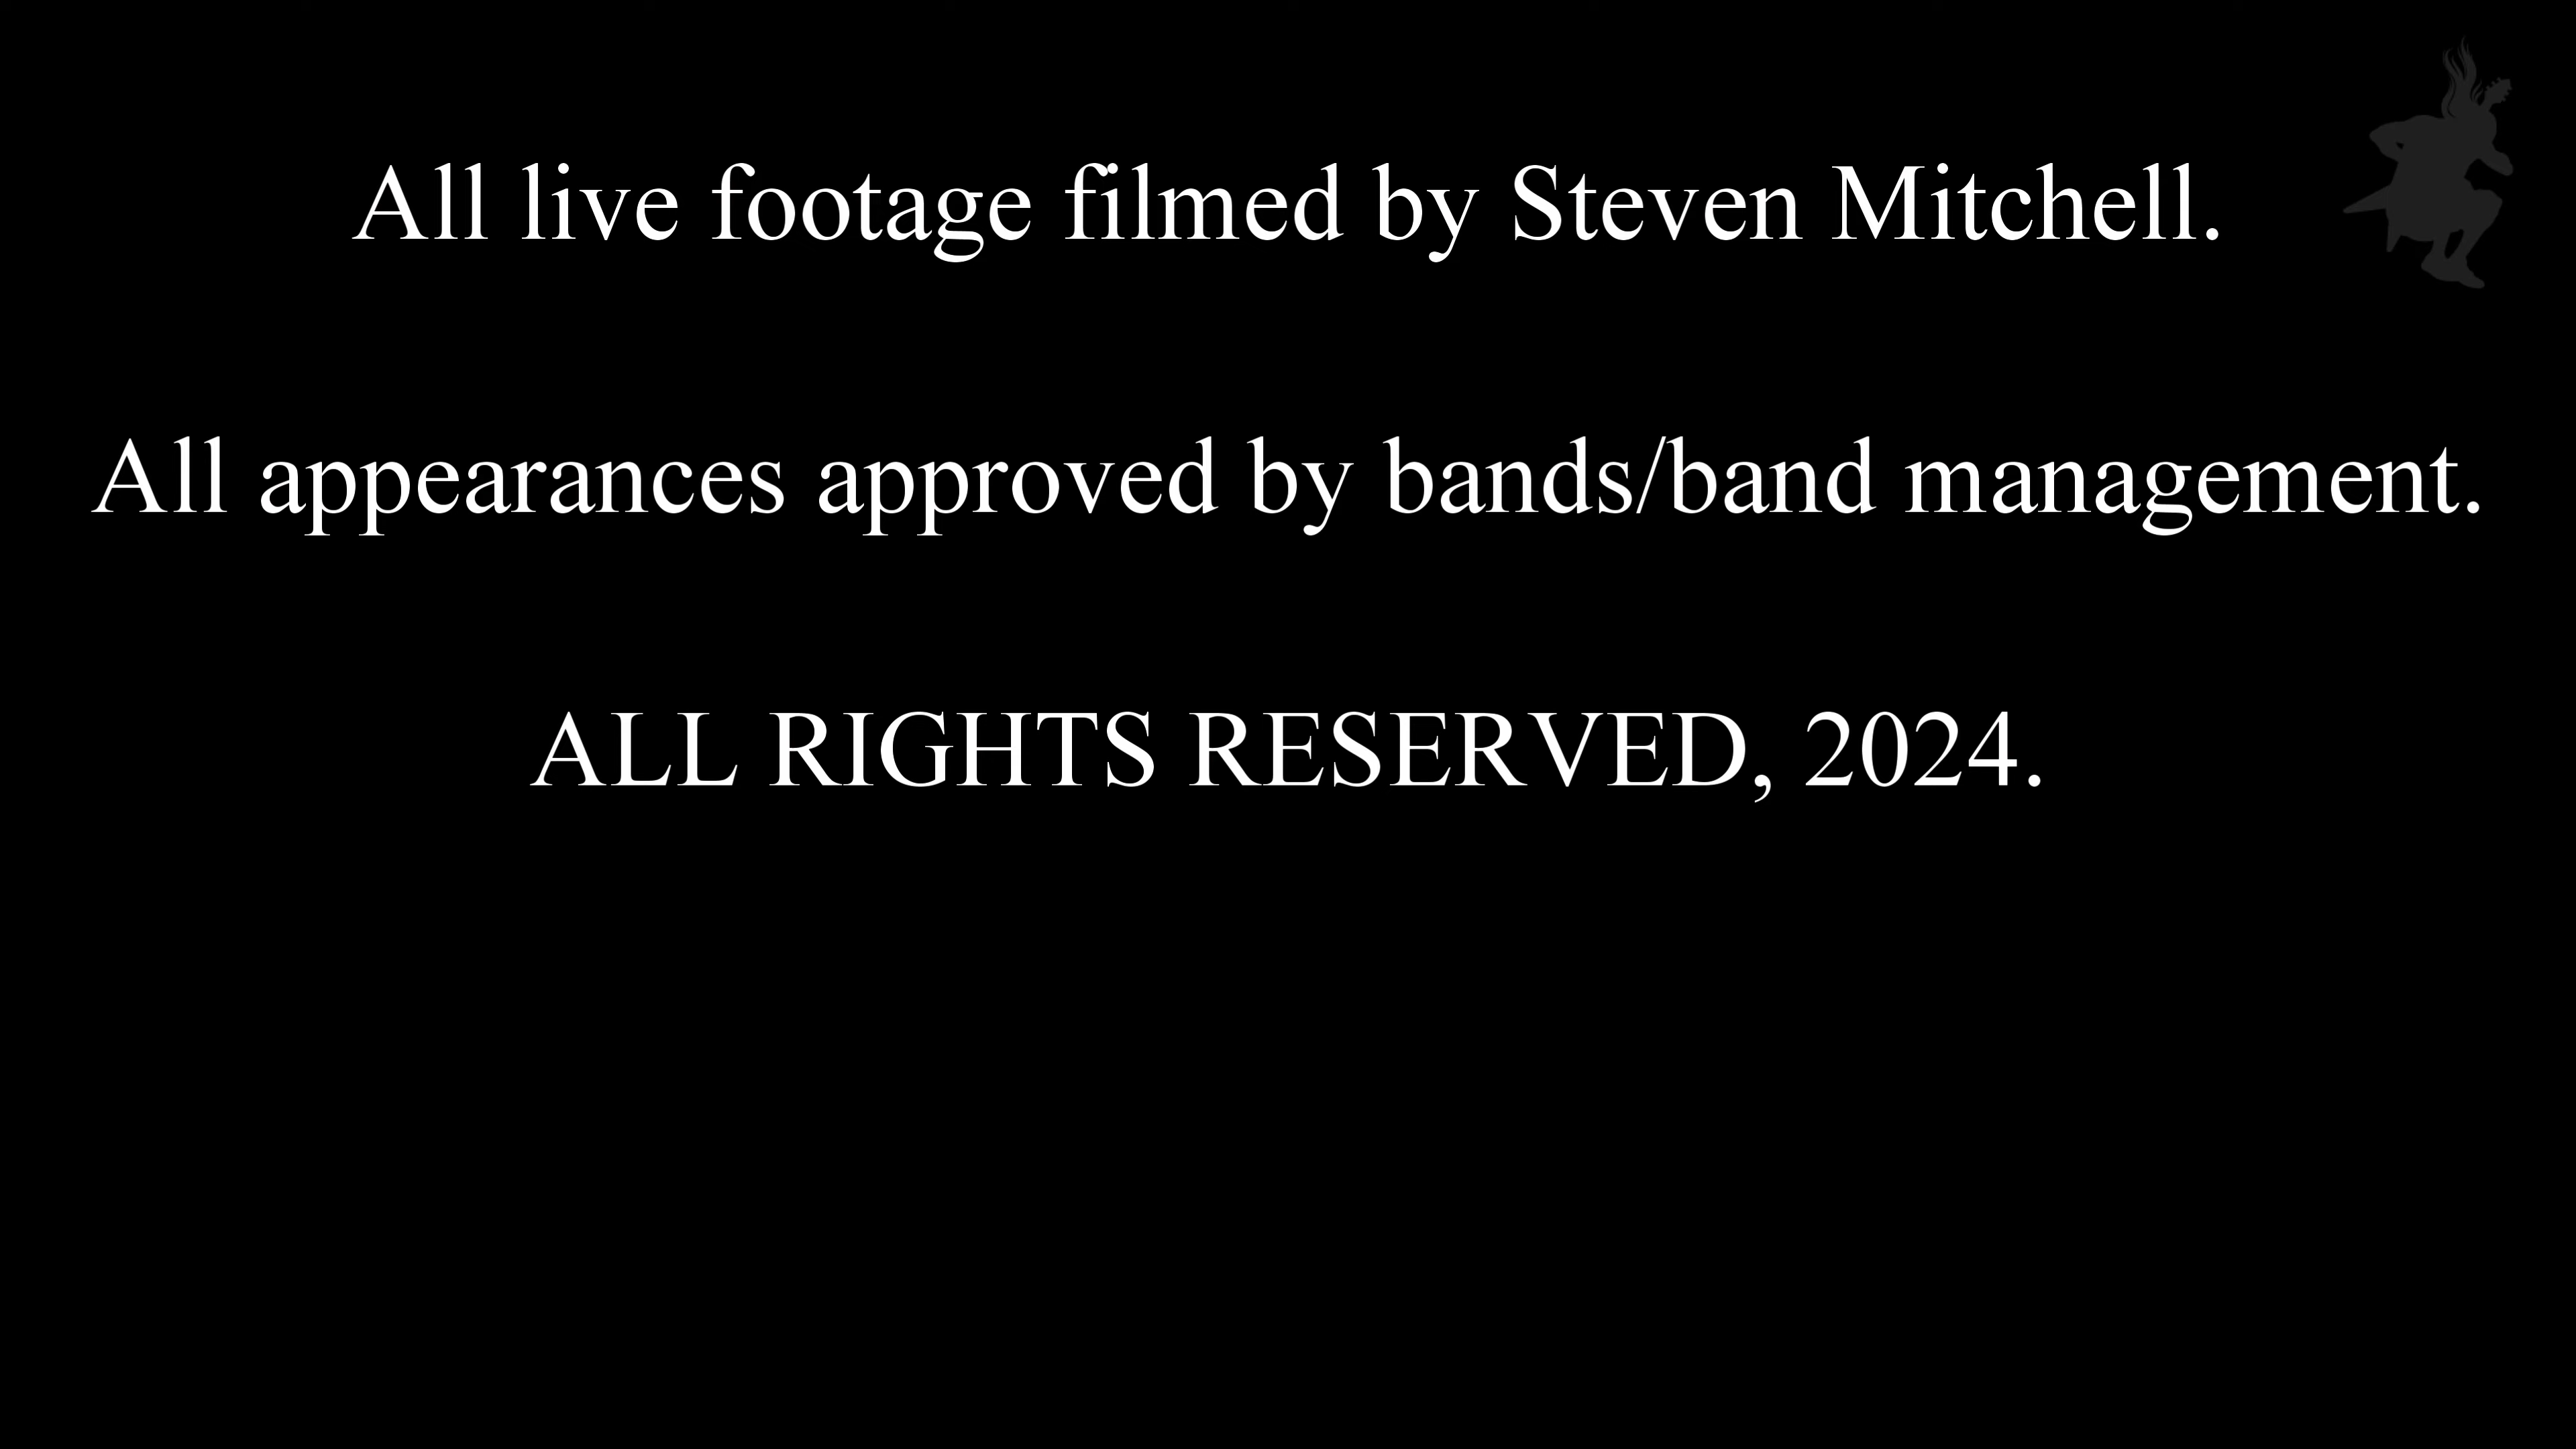 All live footage filmed by Steven Mitchell.
All appearances approved by bands/band management.
ALL RIGHTS RESERVED, 2024.